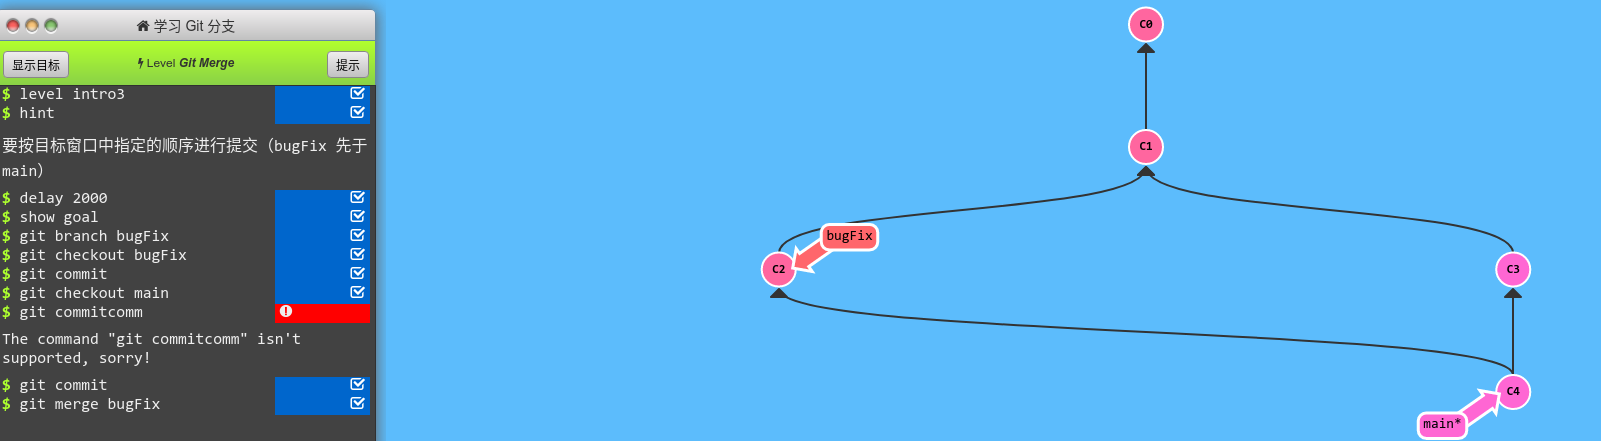 学习 Git 分支
显示目标
Level Git Merge
提示
$ level intro3
$ hint
要按目标窗口中指定的顺序进行提交（bugFix 先于
main）
$ delay 2000
$ show goal
$ git branch bugFix
$ git checkout bugFix
$ git commit
$ git checkout main
$ git commitcomm
The command "git commitcomm" isn't
supported, sorry!
$ git commit
$ git merge bugFix
C0
C1
bugFix
C2
C3
C4
main*